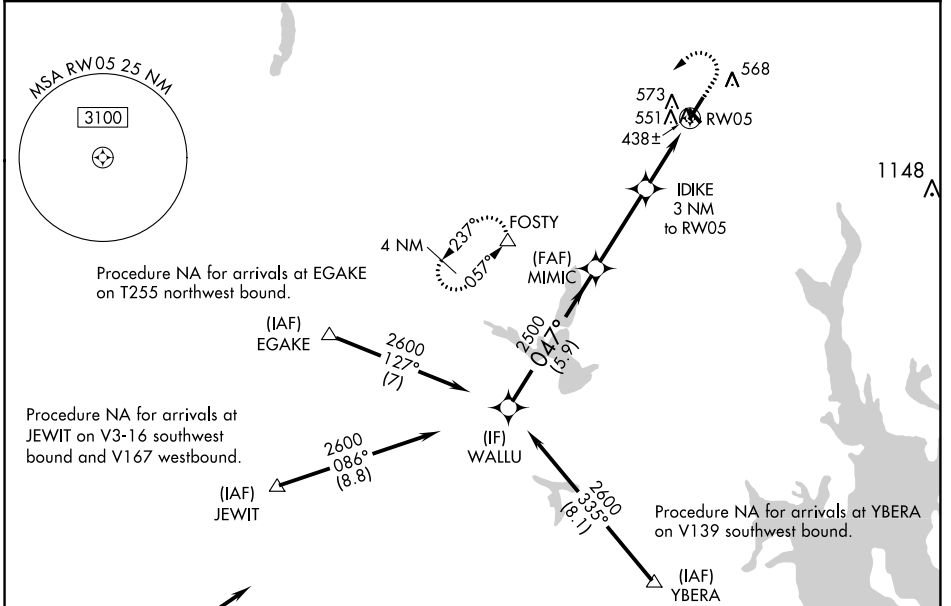 MSA RW05 25 NM
3100
568
573
551
RW05
438±
1148
IDIKE
3 NM
to RW05
FOSTY
237°
4 NM
057°
(FAF)
MIMIC
Procedure NA for arrivals at EGAKE
on T255 northwest bound.
(IAF)
EGAKE
2600
127°
(7)
2500
047°
(5.9)
Procedure NA for arrivals at
JEWIT on V3-16 southwest
bound and V167 westbound.
(IF)
WALLU
2600
086°
(8.8)
(IAF)
JEWIT
2600
335°
(8.1)
Procedure NA for arrivals at YBERA
on V139 southwest bound.
(IAF)
YBERA